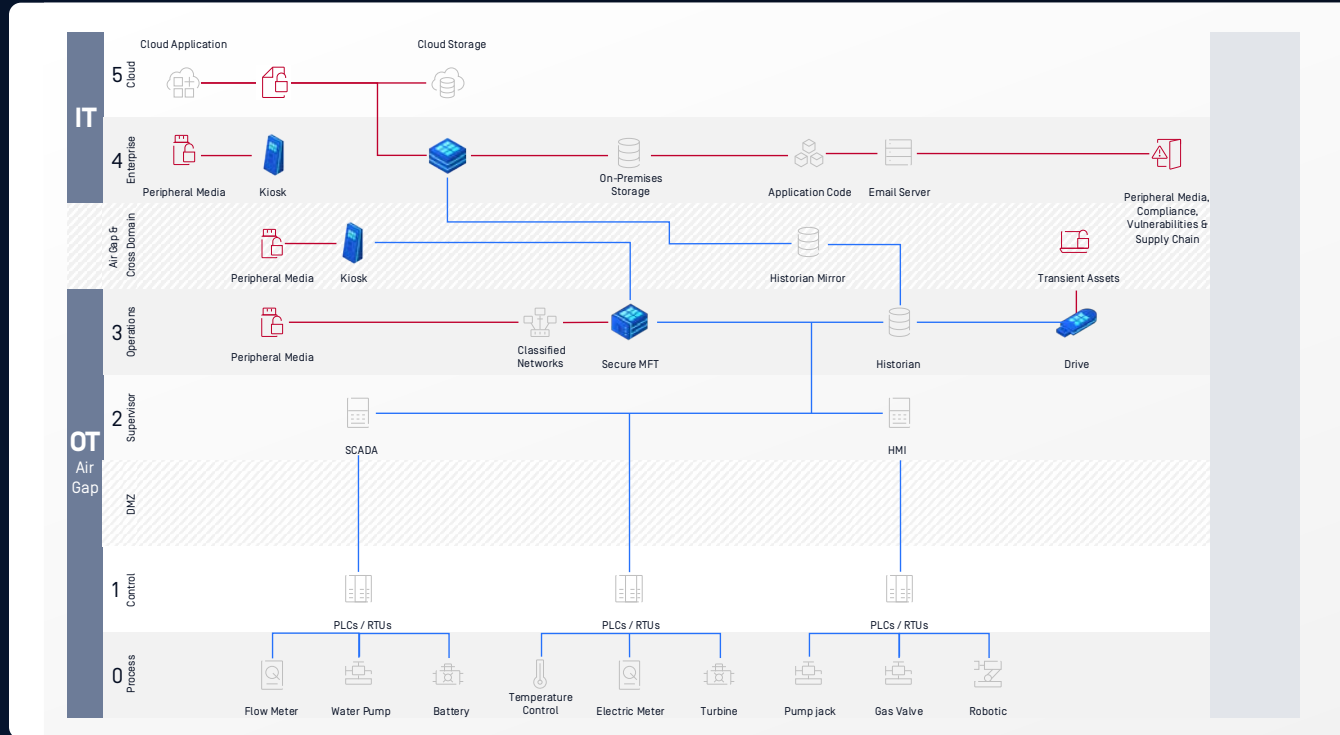 Cloud Application
Cloud Storage
IT
5
Cloud
4
Enterprise
Peripheral Media
Kiosk
On-Premises
Storage
Application Code
Email Server
Peripheral Media,
Compliance,
Vulnerabilities &
Supply Chain
Air Gap &
Cross Domain
Peripheral Media
Kiosk
Historian Mirror
Transient Assets
OT
Air
Gap
3
Operations
Peripheral Media
Classified
Networks
Secure MFT
Historian
Drive
2
Supervisor
SCADA
HMI
DMZ
1
Control
PLCs / RTUs
PLCs / RTUs
PLCs / RTUs
0
Process
Flow Meter
Water Pump
Battery
Temperature
Control
Electric Meter
Turbine
Pump jack
Gas Valve
Robotic